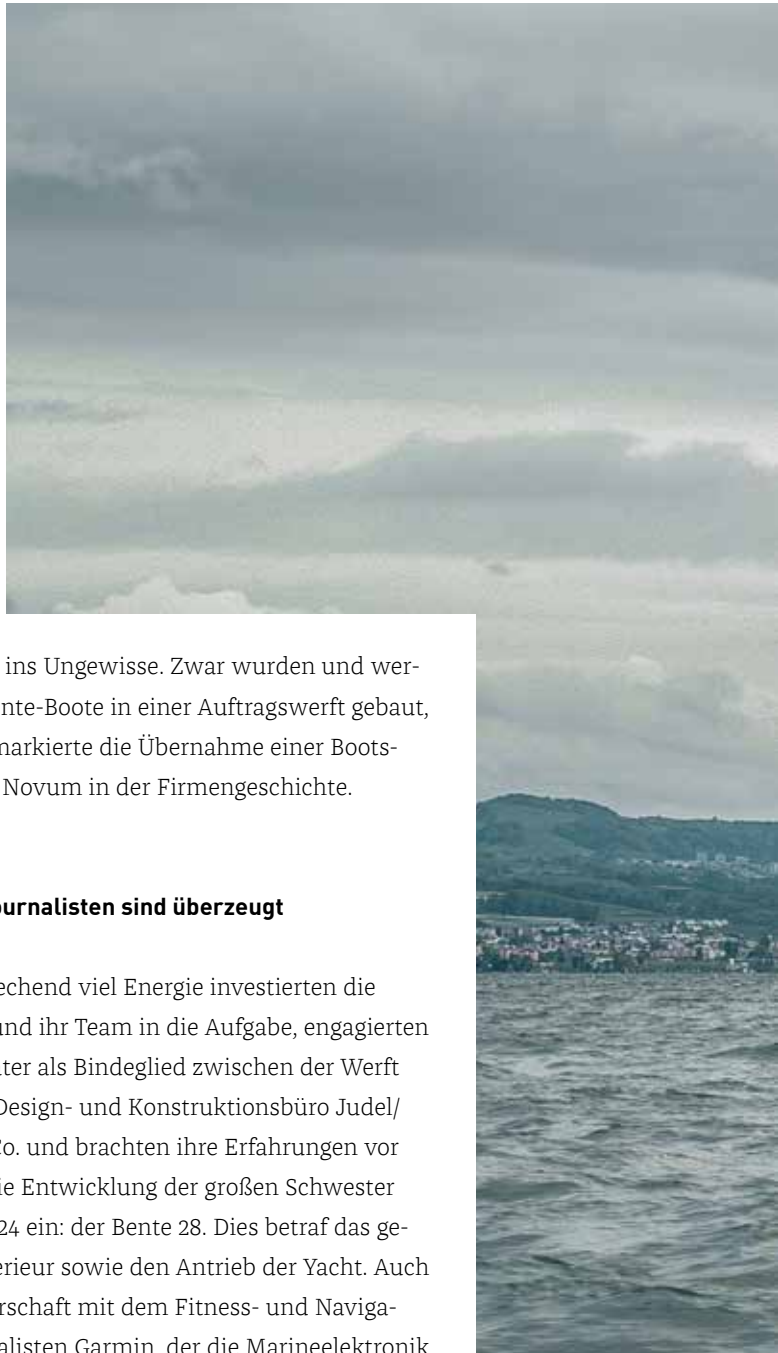 ins Ungewisse. Zwar wurden und wer-
nte-Boote in einer Auftragswerft gebaut,
markierte die Übernahme einer Boots-
Novum in der Firmengeschichte.
ournalisten sind überzeugt
echend viel Energie investierten die
und ihr Team in die Aufgabe, engagierten
ater als Bindeglied zwischen der Werft
Design- und Konstruktionsbüro Judel/
Co. und brachten ihre Erfahrungen vor
ie Entwicklung der großen Schwester
24 ein: der Bente 28. Dies betraf das ge-
erieur sowie den Antrieb der Yacht. Auch
erschaft mit dem Fitness- und Naviga-
alisten Garmin, der die Marineelektronik